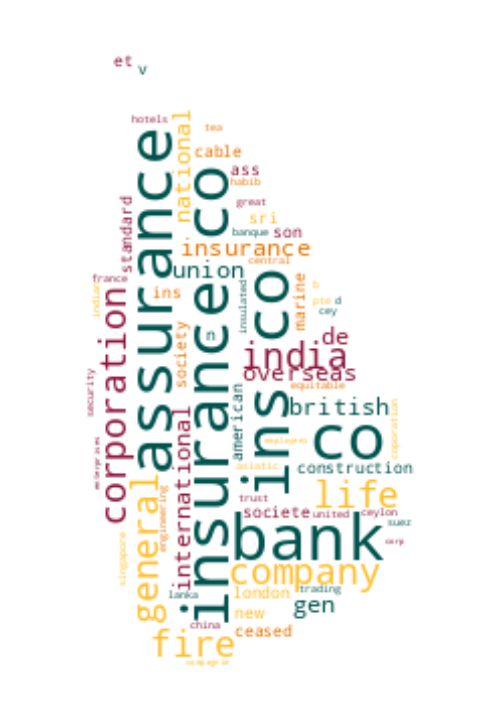 et
v
hotels
national
tea
assurance
cable
co
ass
habib
standard
great
sri
banque
son
insurance
central
union
france
indian
ins
insulated
marine
b
pte
d
cey
corporation
society
n
insurance
co
de
india
overseas
equitable
security
american
british
corporation
international
ins
employees
co
enterprises
asiatic
construction
general
engineering
trust
life
societe
united
ceylon
suez
singapore
bank
corp
company
lanka
london
trading
gen
new
china
ceased
fire
compagnie